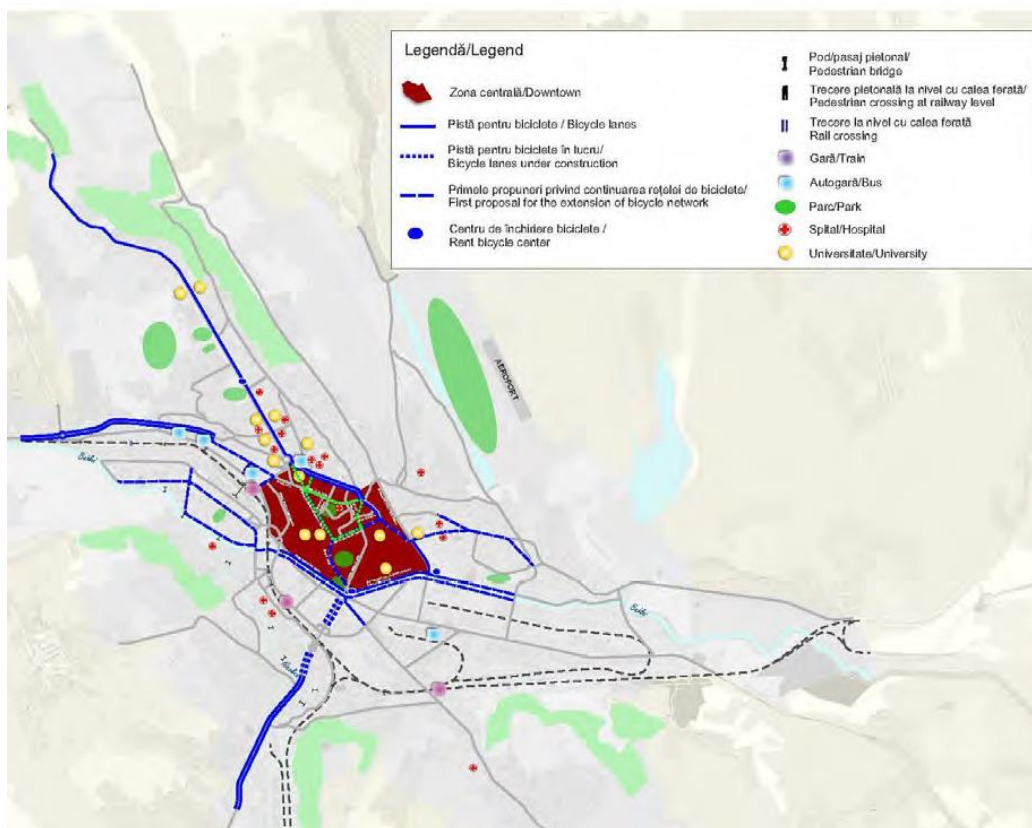 Legendă/Legend
Zona centrală/Downtown
Pistă pentru biciclete / Bicycle lanes
Pistă pentru biciclete în lucru/
Bicycle lanes under construction
Primele propuneri privind continuarea rețelei de biciclete/
First proposal for the extension of bicycle network
Centru de închiriere biciclete /
Rent bicycle center
Pod/pasaj pietonal/
Pedestrian bridge
Trecere pietonală la nivel cu calea ferată/
Pedestrian crossing at railway level
Trecere la nivel cu calea ferată
Rail crossing
Gară/Train
Autogară/Bus
Parc/Park
Spital/Hospital
Universitate/University
AEROPORT